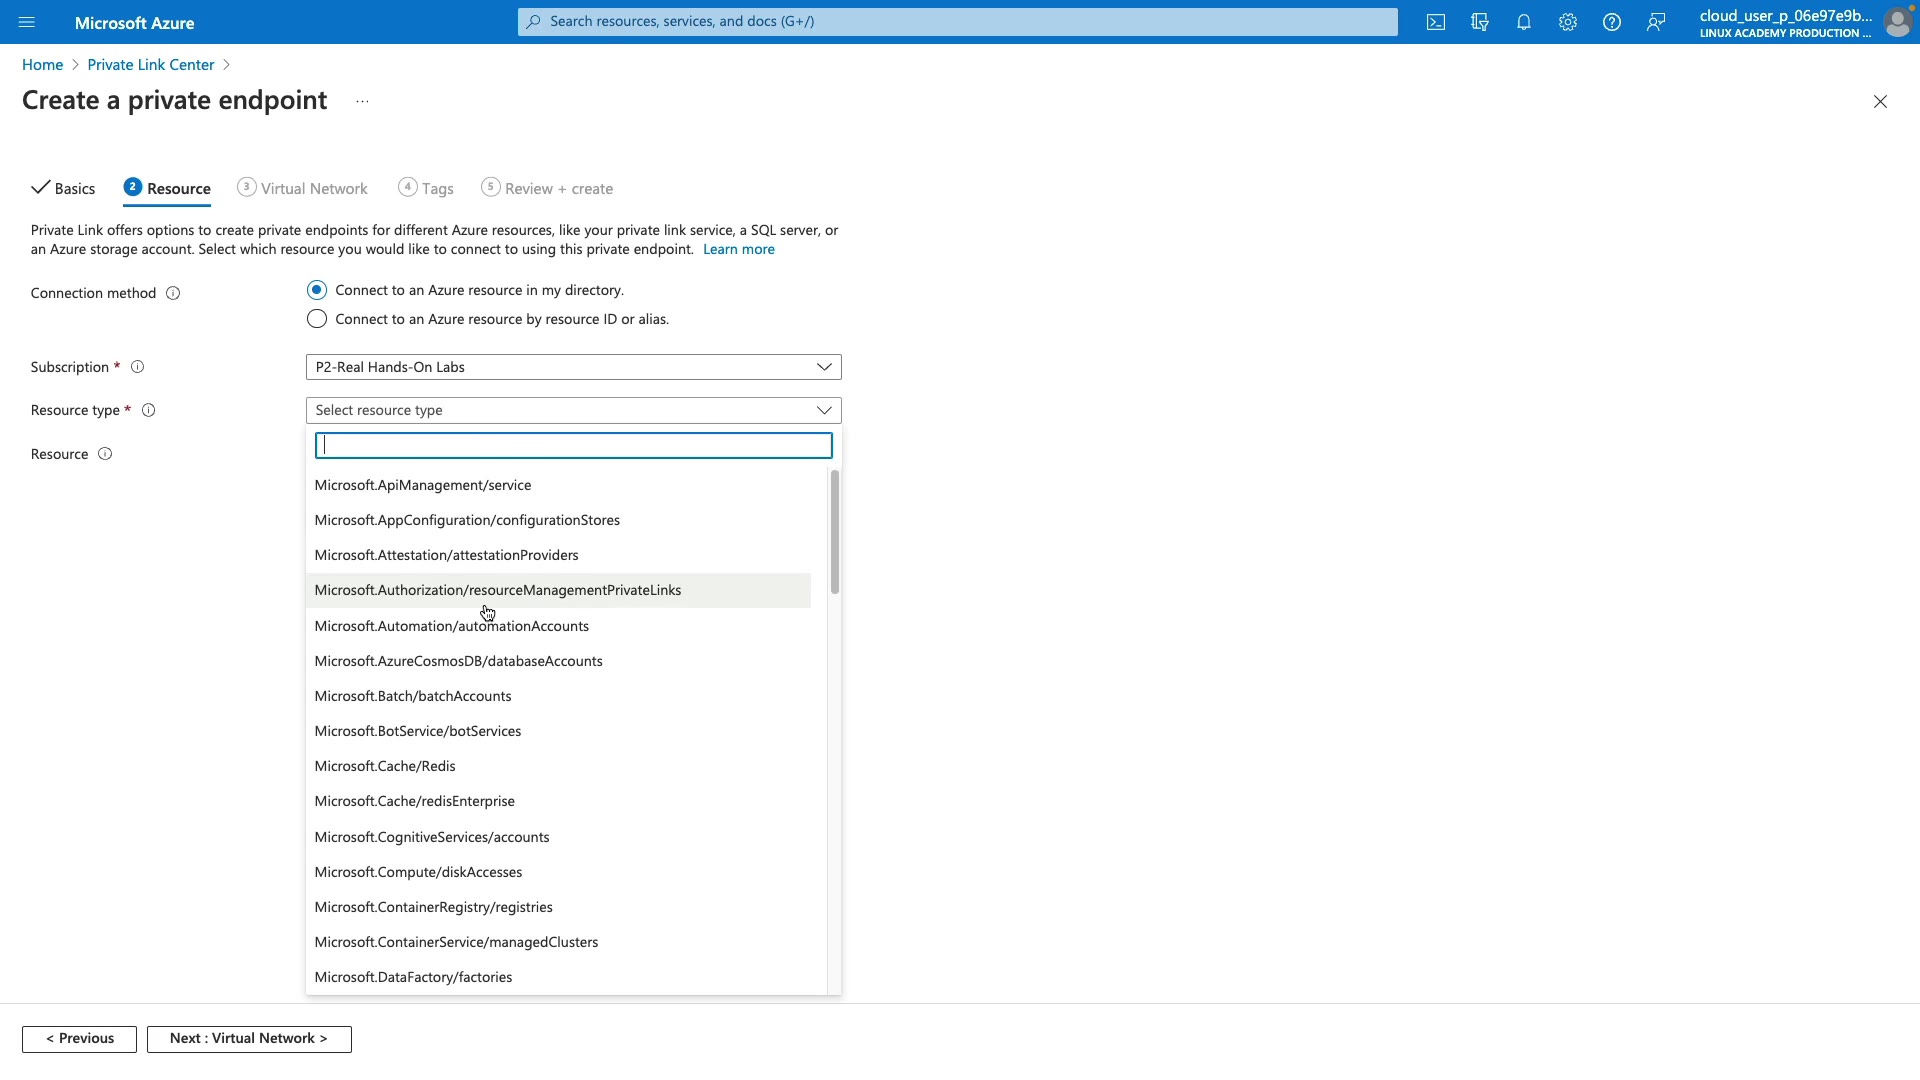 Microsoft Azure
Search resources, services, and docs (G+/)
cloud_user_p_06e97e9b...
LINUX ACADEMY PRODUCTION ...
Home > Private Link Center >
Create a private endpoint ...
Basics
2 Resource
3 Virtual Network
4 Tags
5 Review + create
Private Link offers options to create private endpoints for different Azure resources, like your private link service, a SQL server, or
an Azure storage account. Select which resource you would like to connect to using this private endpoint. Learn more
Connection method
Connect to an Azure resource in my directory.
Connect to an Azure resource by resource ID or alias.
Subscription *
P2-Real Hands-On Labs
Resource type *
Select resource type
Resource
Microsoft.ApiManagement/service
Microsoft.AppConfiguration/configurationStores
Microsoft.Attestation/attestationProviders
Microsoft.Authorization/resourceManagementPrivateLinks
Microsoft.Automation/automationAccounts
Microsoft.AzureCosmosDB/databaseAccounts
Microsoft.Batch/batchAccounts
Microsoft.BotService/botServices
Microsoft.Cache/Redis
Microsoft.Cache/redisEnterprise
Microsoft.CognitiveServices/accounts
Microsoft.Compute/diskAccesses
Microsoft.ContainerRegistry/registries
Microsoft.ContainerService/managedClusters
Microsoft.DataFactory/factories
< Previous
Next : Virtual Network >